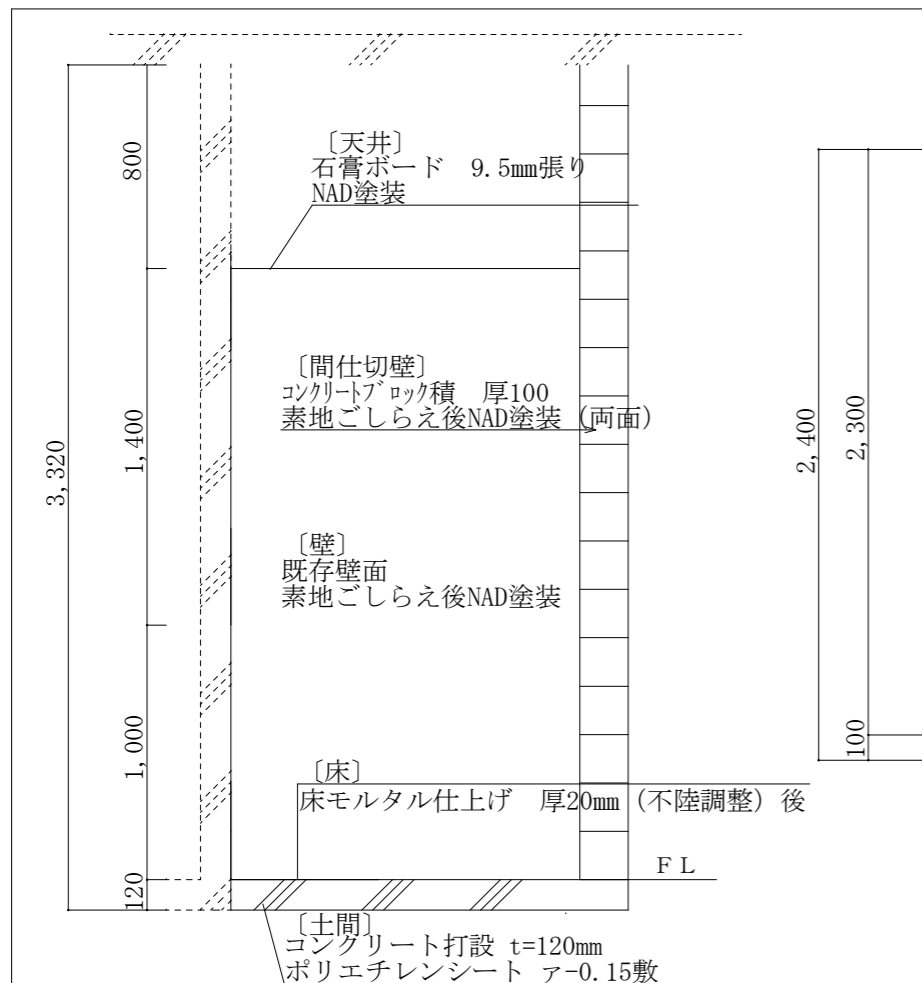 〔天井〕
石膏ボード　9.5mm張り
NAD塗装
〔間仕切壁〕
ｺﾝｸﾘｰﾄﾌﾞﾛｯｸ積　厚100
素地ごしらえ後NAD塗装（両面）
〔壁〕
既存壁面
素地ごしらえ後NAD塗装
〔床〕
床モルタル仕上げ　厚20mm（不陸調整）後
ＦＬ
〔土間〕
コンクリート打設 t=120mm
ポリエチレンシート ｱ-0.15敷
3,320
800
1,400
1,000
120
2,400
2,300
100